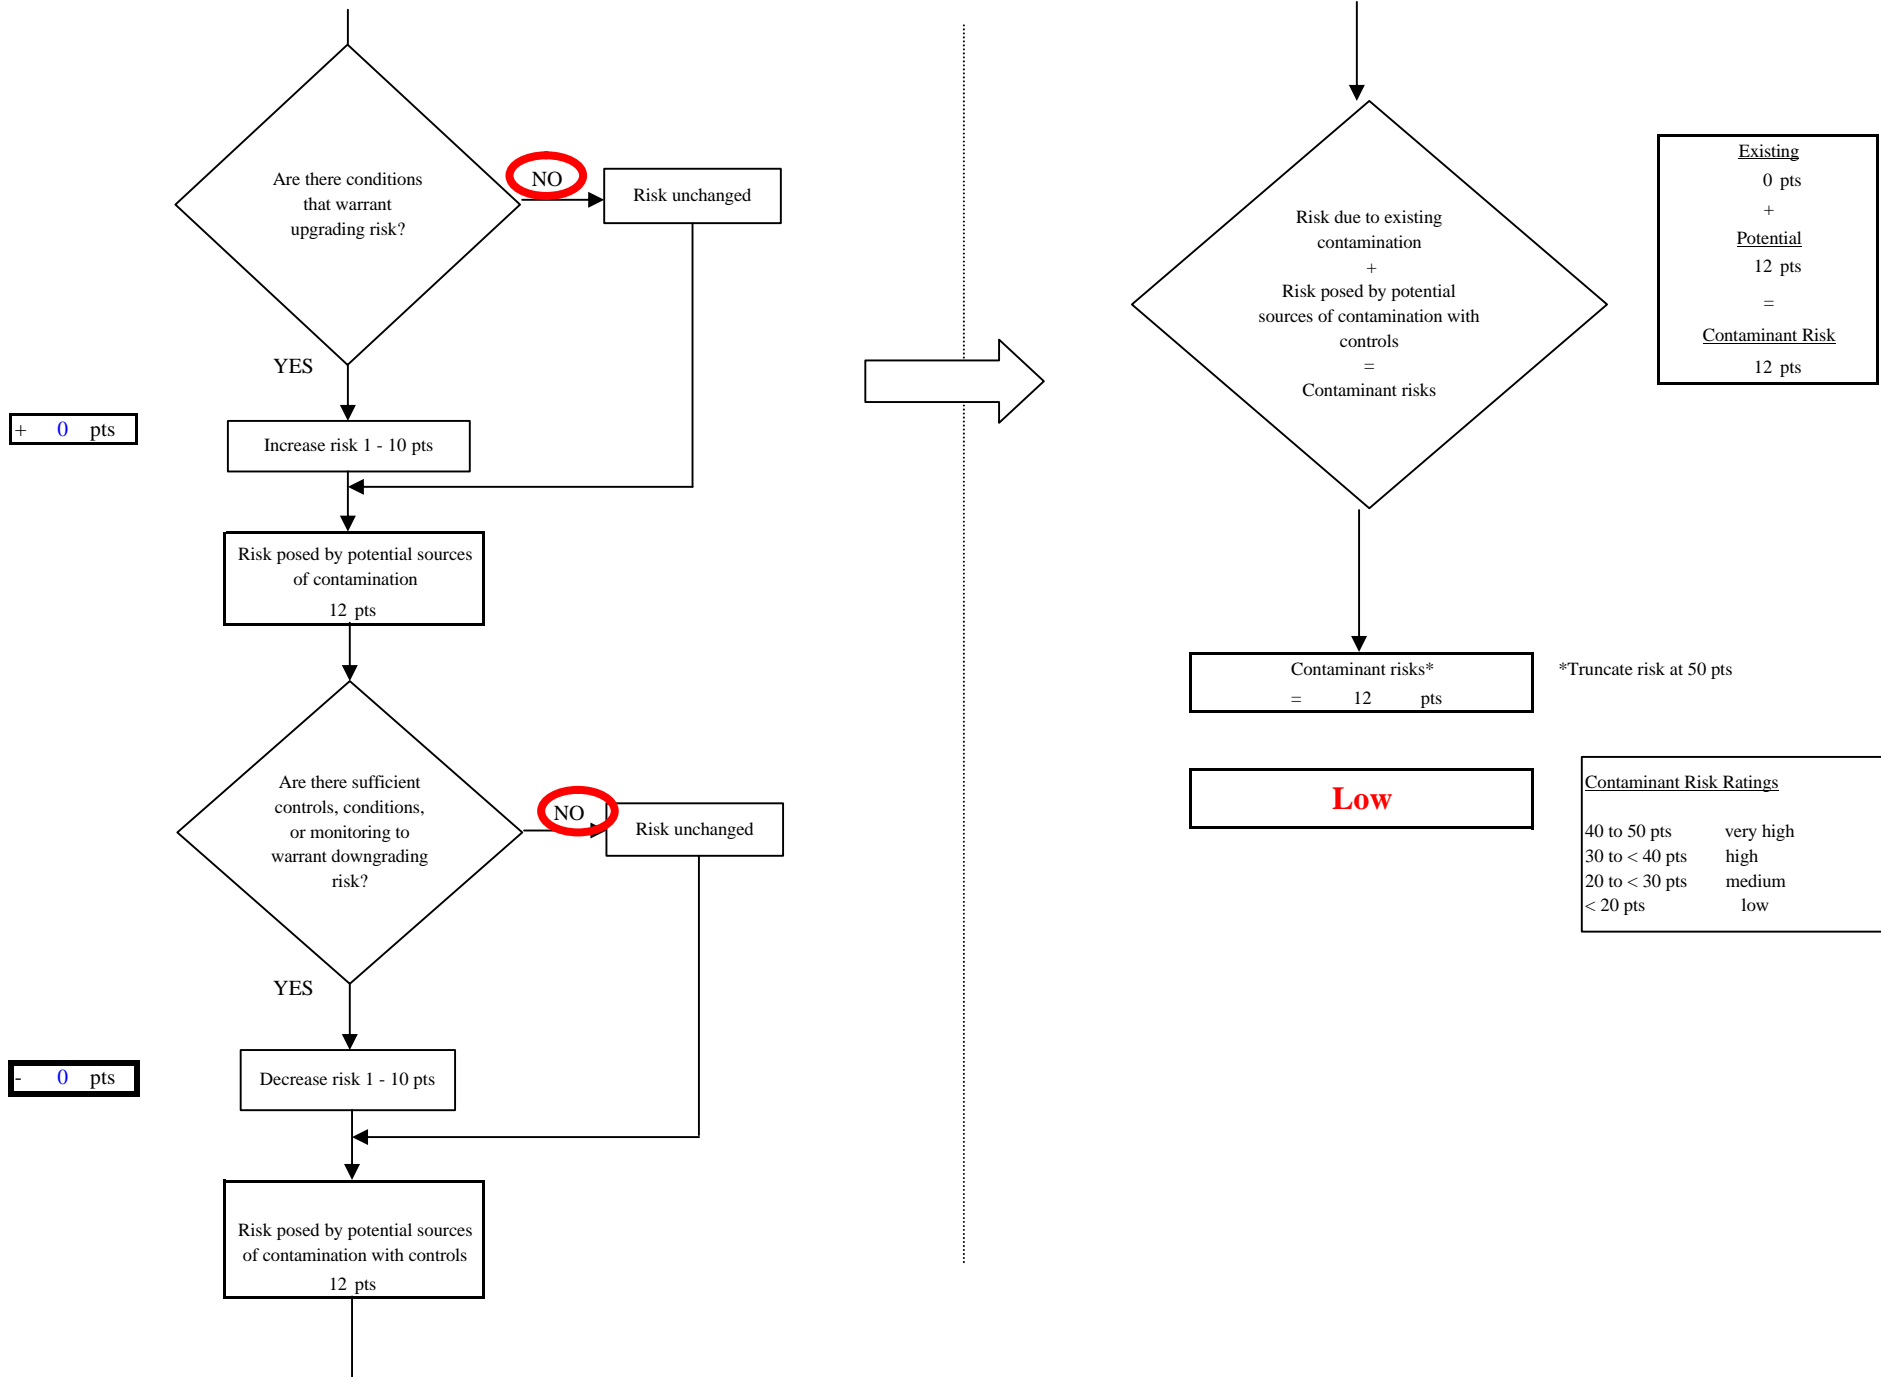 Are there conditions
that warrant
upgrading risk?
NO
Risk unchanged
YES
+ 0 pts
Increase risk 1 - 10 pts
Risk posed by potential sources
of contamination
12 pts
Are there sufficient
controls, conditions,
or monitoring to
warrant downgrading
risk?
NO
Risk unchanged
YES
- 0 pts
Decrease risk 1 - 10 pts
Risk posed by potential sources
of contamination with controls
12 pts
Risk due to existing
contamination
+
Risk posed by potential
sources of contamination with
controls
=
Contaminant risks
Existing
0 pts
+
Potential
12 pts
=
Contaminant Risk
12 pts
Contaminant risks*
= 12 pts
*Truncate risk at 50 pts
Low
Contaminant Risk Ratings
40 to 50 pts very high
30 to < 40 pts high
20 to < 30 pts medium
< 20 pts low